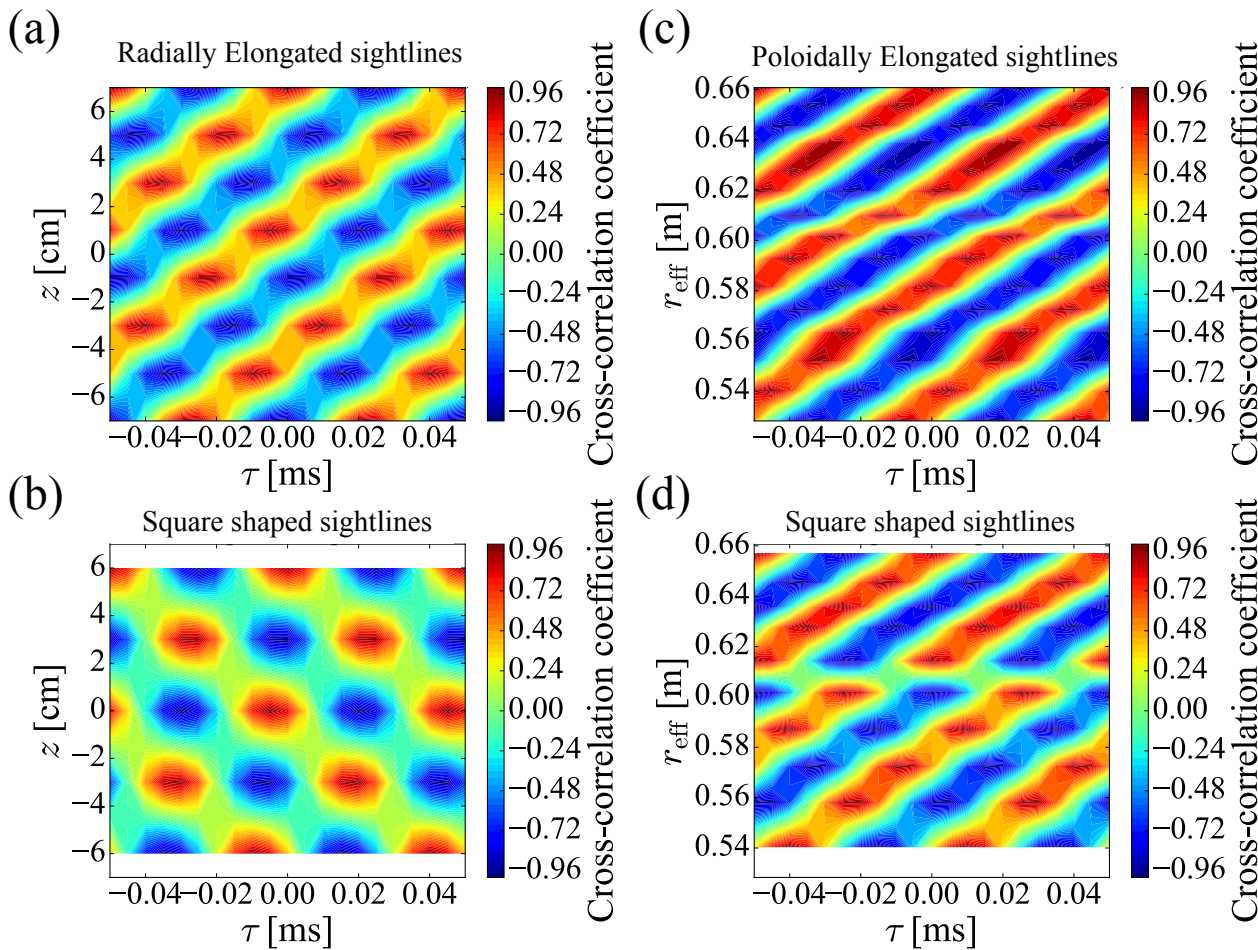 (a)
Radially Elongated sightlines
6
4
2
0
−2
−4
−6
z [cm]
−0.04 −0.02 0.00 0.02 0.04
τ [ms]
0.96
0.72
0.48
0.24
0.00
−0.24
−0.48
−0.72
−0.96
Cross-correlation coefficient
(c)
Poloidally Elongated sightlines
0.66
0.64
0.62
0.60
0.58
0.56
0.54
r_eff [m]
−0.04 −0.02 0.00 0.02 0.04
τ [ms]
0.96
0.72
0.48
0.24
0.00
−0.24
−0.48
−0.72
−0.96
Cross-correlation coefficient
(b)
Square shaped sightlines
6
4
2
0
−2
−4
−6
z [cm]
−0.04 −0.02 0.00 0.02 0.04
τ [ms]
0.96
0.72
0.48
0.24
0.00
−0.24
−0.48
−0.72
−0.96
Cross-correlation coefficient
(d)
Square shaped sightlines
0.66
0.64
0.62
0.60
0.58
0.56
0.54
r_eff [m]
−0.04 −0.02 0.00 0.02 0.04
τ [ms]
0.96
0.72
0.48
0.24
0.00
−0.24
−0.48
−0.72
−0.96
Cross-correlation coefficient